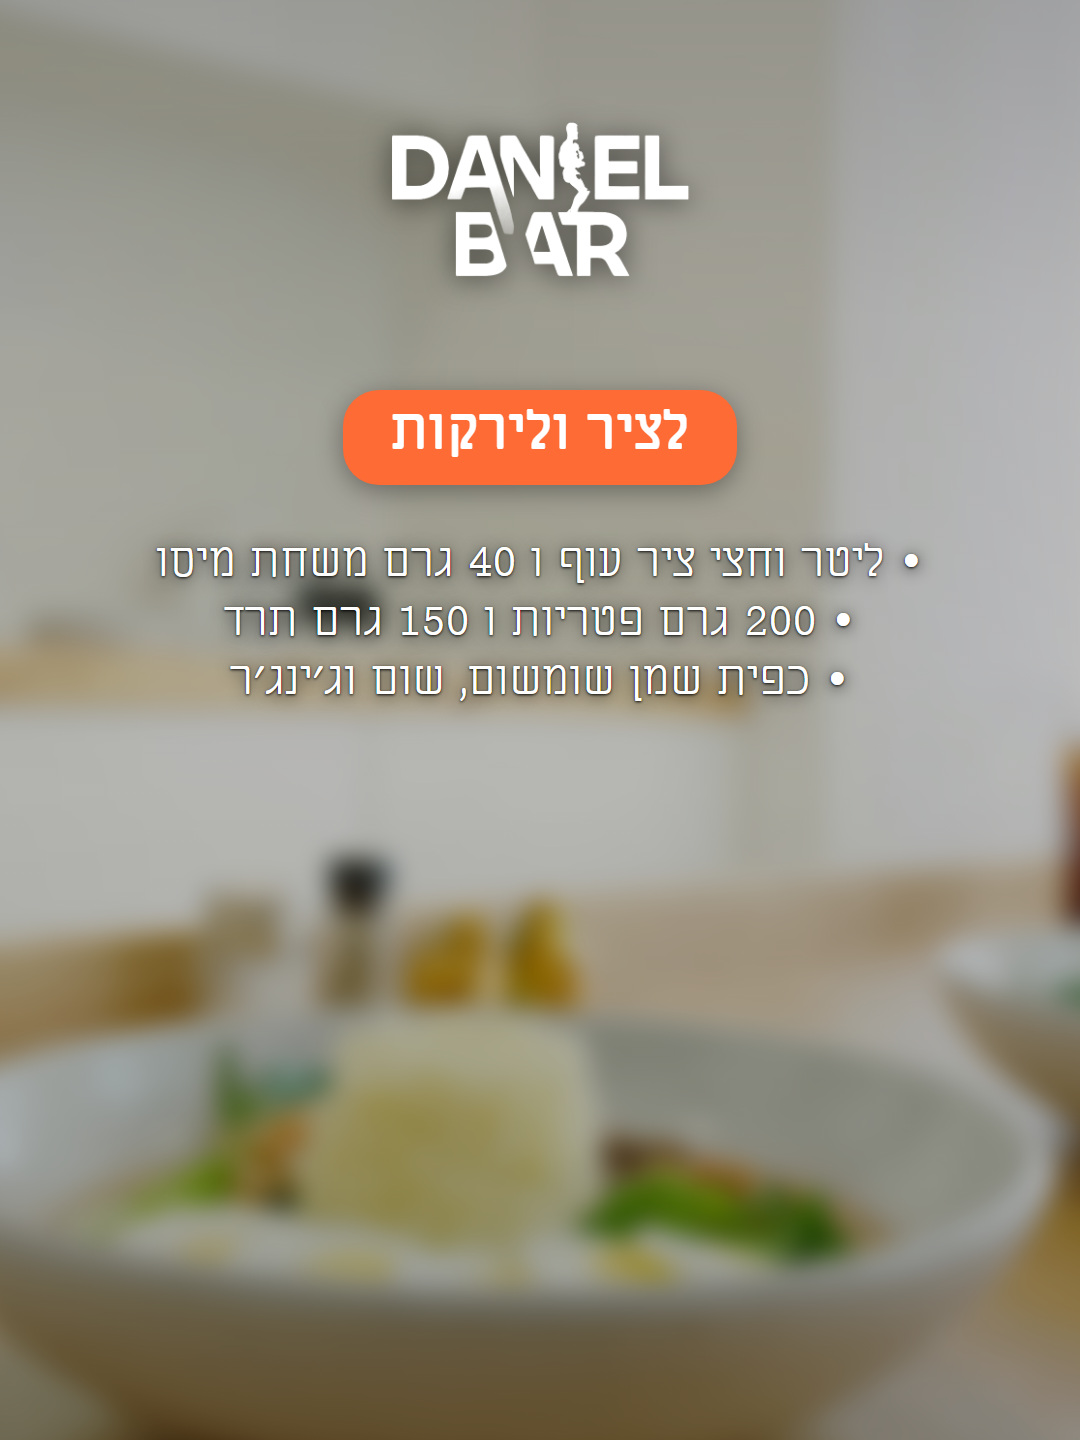 DANIEL
BAR
לציר ולירקות
• ליטר וחצי ציר עוף ו 40 גרם משחת מיסו
• 200 גרם פטריות ו 150 גרם תרד
• כפית שמן שומשום, שום וג׳ינג׳ר